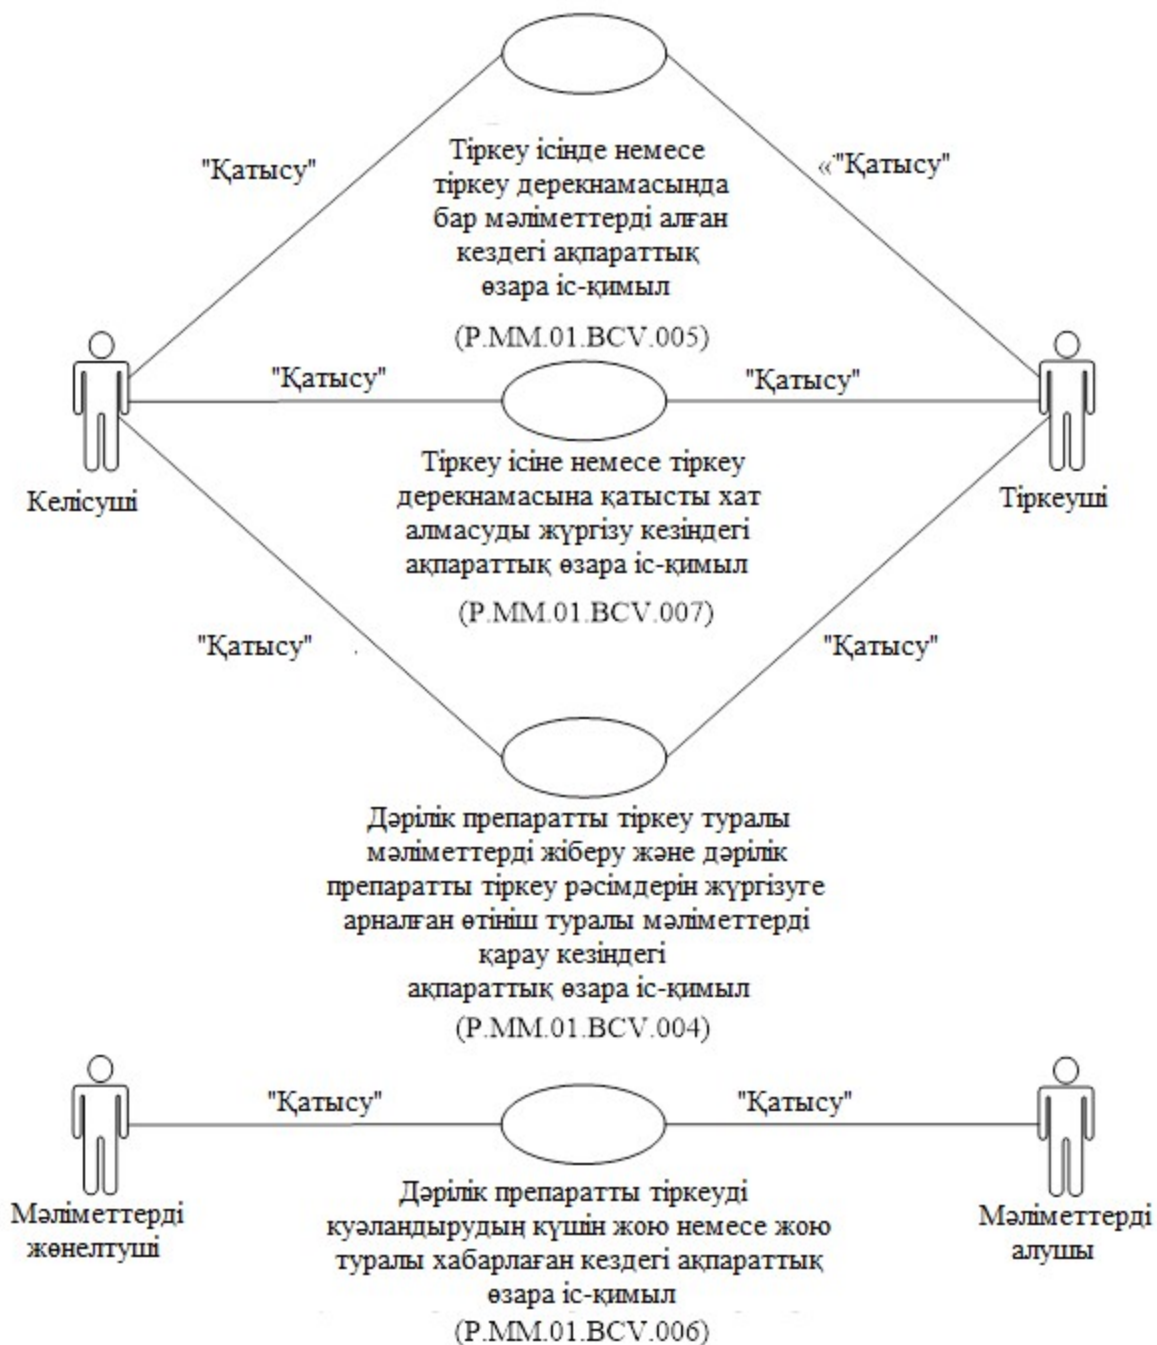 "Қатысу"
«"Қатысу"
Тіркеу ісінде немесе
тіркеу дерекнамасында
бар мәліметтерді алған
кездегі ақпараттық
өзара іс-қимыл
(P.MM.01.BCV.005)
"Қатысу"
"Қатысу"
Келісуші
Тіркеуші
Тіркеу ісіне немесе тіркеу
дерекнамасына қатысты хат
алмасуды жүргізу кезіндегі
ақпараттық өзара іс-қимыл
(P.MM.01.BCV.007)
"Қатысу"
"Қатысу"
Дәрілік препаратты тіркеу туралы
мәліметтерді жіберу және дәрілік
препаратты тіркеу рәсімдерін жүргізуге
арналған өтініш туралы мәліметтерді
қарау кезіндегі
ақпараттық өзара іс-қимыл
(P.MM.01.BCV.004)
"Қатысу"
"Қатысу"
Мәліметтерді
жөнелтуші
Мәліметтерді
алушы
Дәрілік препаратты тіркеуді
куәландырудың күшін жою немесе жою
туралы хабарлаған кездегі ақпараттық
өзара іс-қимыл
(P.MM.01.BCV.006)